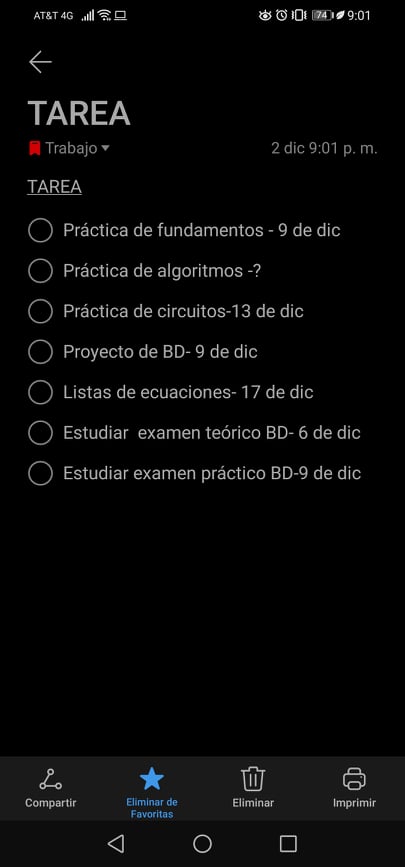 AT&T 4G 74 9:01
TAREA
Trabajo 2 dic 9:01 p. m.
TAREA
Práctica de fundamentos - 9 de dic
Práctica de algoritmos -?
Práctica de circuitos-13 de dic
Proyecto de BD- 9 de dic
Listas de ecuaciones- 17 de dic
Estudiar  examen teórico BD- 6 de dic
Estudiar examen práctico BD-9 de dic
Compartir
Eliminar de
Favoritas
Eliminar
Imprimir